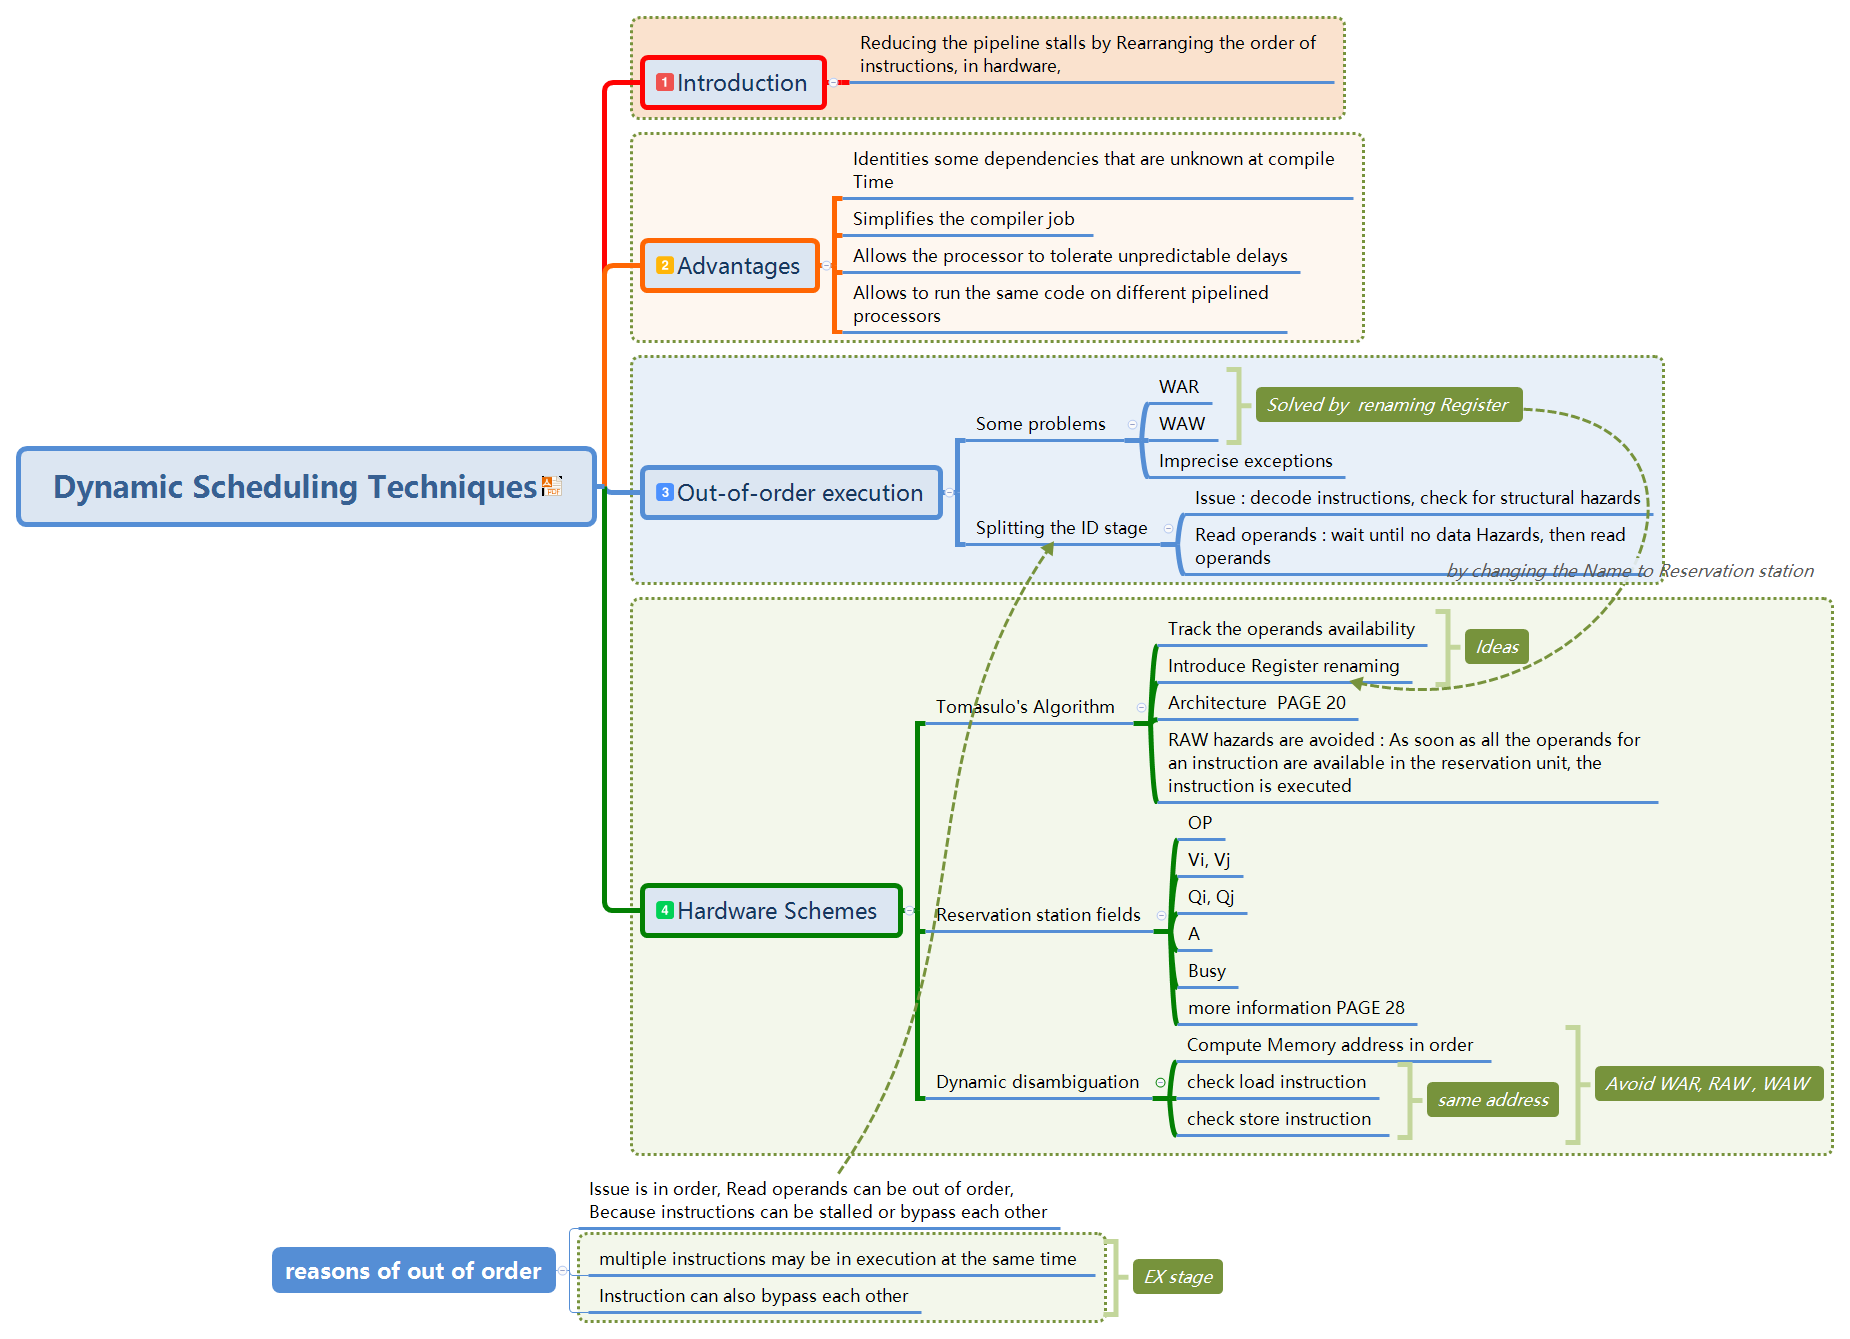 Dynamic Scheduling Techniques
PDF
1 Introduction
Reducing the pipeline stalls by Rearranging the order of
instructions, in hardware,
2 Advantages
Identities some dependencies that are unknown at compile
Time
Simplifies the compiler job
Allows the processor to tolerate unpredictable delays
Allows to run the same code on different pipelined
processors
3 Out-of-order execution
Some problems
WAR
WAW
Imprecise exceptions
Solved by renaming Register
Splitting the ID stage
Issue : decode instructions, check for structural hazards
Read operands : wait until no data Hazards, then read
operands
by changing the Name to Reservation station
4 Hardware Schemes
Tomasulo's Algorithm
Track the operands availability
Introduce Register renaming
Ideas
Architecture PAGE 20
RAW hazards are avoided : As soon as all the operands for
an instruction are available in the reservation unit, the
instruction is executed
Reservation station fields
OP
Vi, Vj
Qi, Qj
A
Busy
more information PAGE 28
Dynamic disambiguation
Compute Memory address in order
check load instruction
check store instruction
same address
Avoid WAR, RAW , WAW
reasons of out of order
Issue is in order, Read operands can be out of order,
Because instructions can be stalled or bypass each other
multiple instructions may be in execution at the same time
Instruction can also bypass each other
EX stage